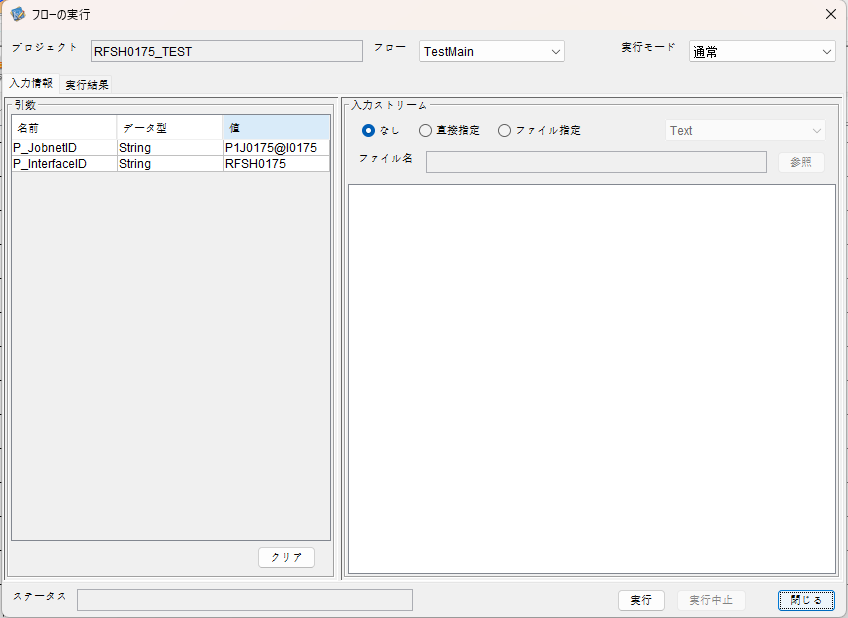 フローの実行
プロジェクト RFSH0175_TEST フロー TestMain 実行モード 通常
入力情報 実行結果
引数
名前 データ型 値
P_JobnetID String P1J0175@I0175
P_InterfaceID String RFSH0175
クリア
入力ストリーム
なし 直接指定 ファイル指定 Text
ファイル名 参照
ステータス 実行 実行中止 閉じる